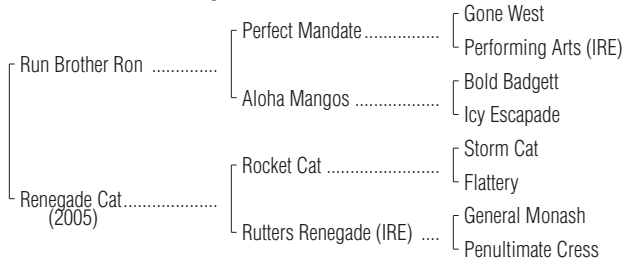 Gone West
Perfect Mandate................
Performing Arts (IRE)
Run Brother Ron ..............
Bold Badgett
Aloha Mangos ..................
Icy Escapade
Storm Cat
Rocket Cat ........................
Flattery
Renegade Cat....................
(2005)
General Monash
Rutters Renegade (IRE) ....
Penultimate Cress